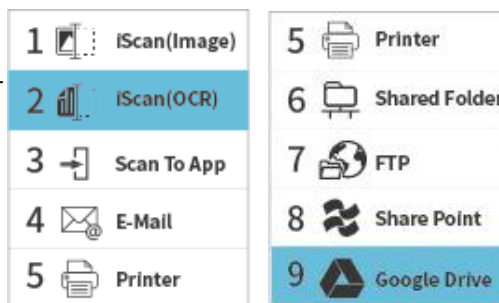 1 iScan(Image)
2 iScan(OCR)
3 Scan To App
4 E-Mail
5 Printer
5 Printer
6 Shared Folder
7 FTP
8 Share Point
9 Google Drive